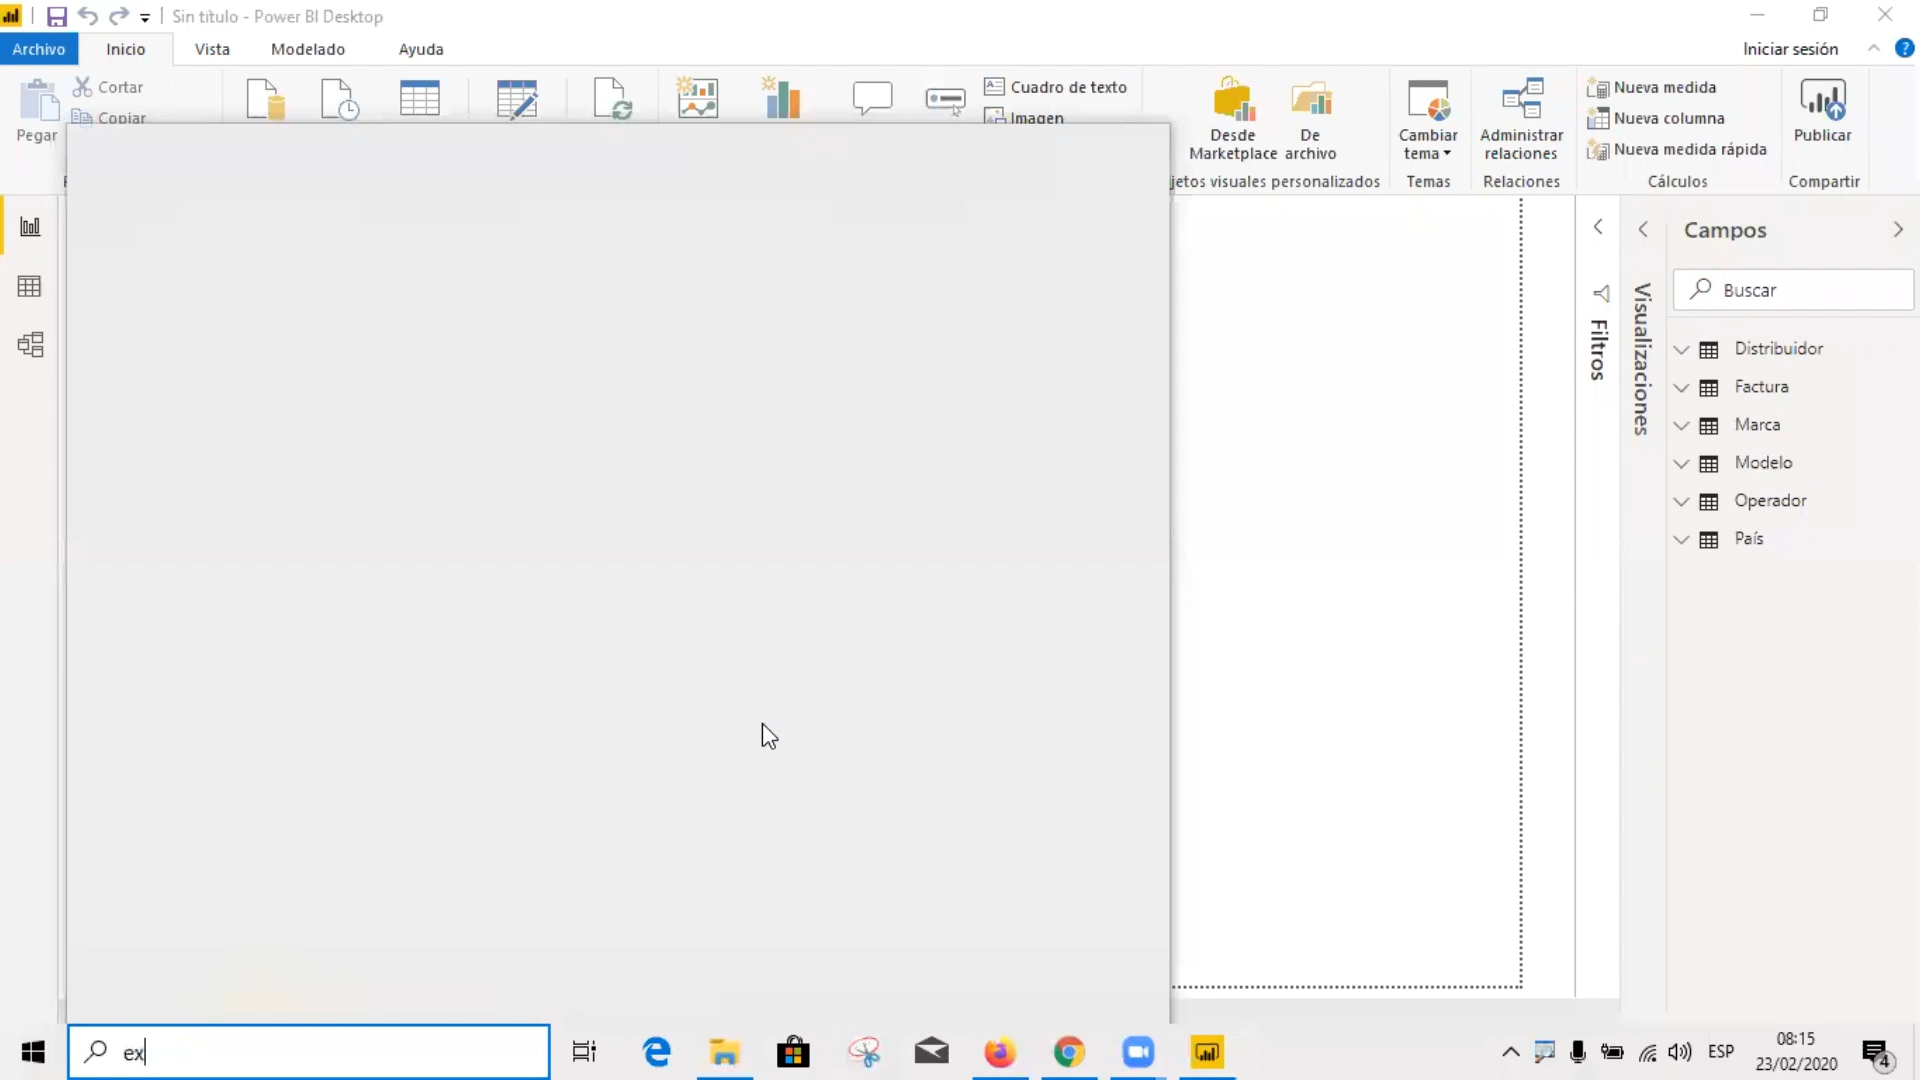 Sin título - Power BI Desktop
Archivo Inicio Vista Modelado Ayuda Iniciar sesión
Pegar
Cortar
Copiar
Cuadro de texto
Imagen
Desde Marketplace
De archivo
Cambiar tema
Administrar relaciones
Nueva medida
Nueva columna
Nueva medida rápida
Publicar
jetos visuales personalizados Temas Relaciones Cálculos Compartir
Filtros
Visualizaciones
Campos
Buscar
Distribuidor
Factura
Marca
Modelo
Operador
País
ex
ESP
08:15
23/02/2020
4